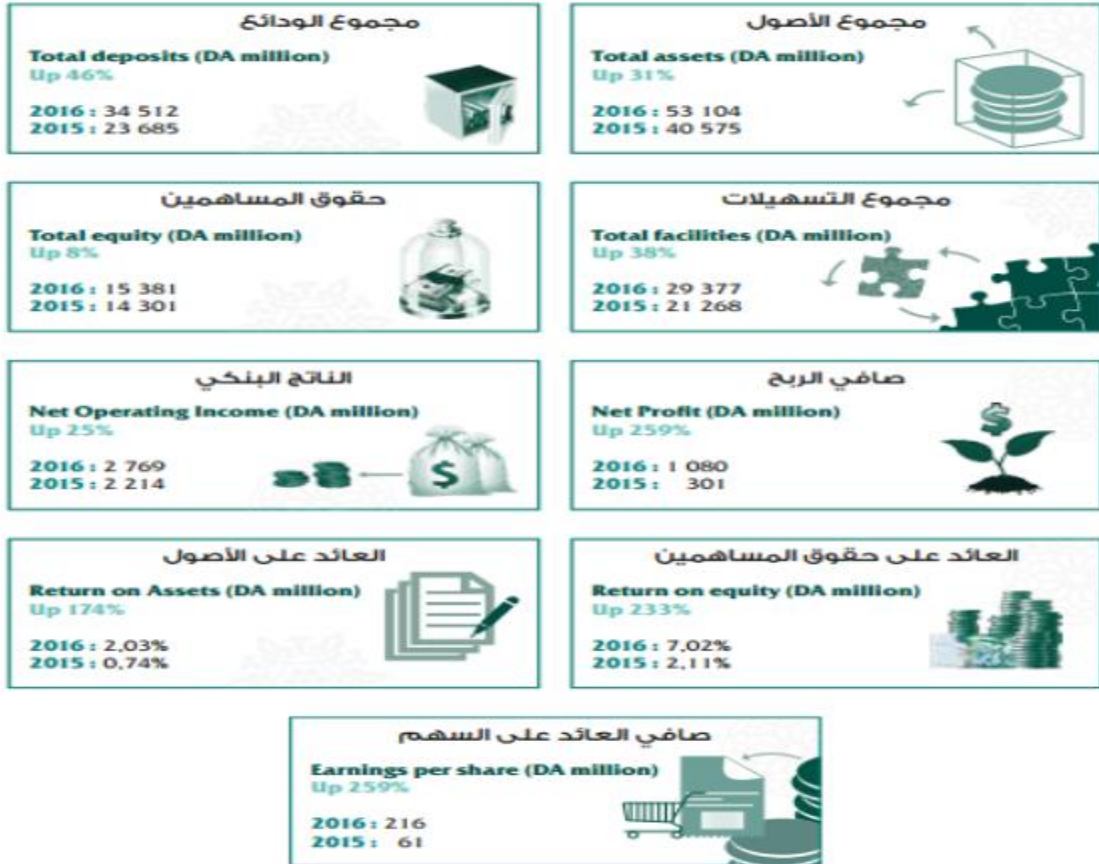 مجموع الودائع
Total deposits (DA million)
Up 46%
2016 : 34 512
2015 : 23 685
مجموع الأصول
Total assets (DA million)
Up 31%
2016 : 53 104
2015 : 40 575
حقوق المساهمين
Total equity (DA million)
Up 8%
2016 : 15 381
2015 : 14 301
مجموع التسهيلات
Total facilities (DA million)
Up 38%
2016 : 29 377
2015 : 21 268
الناتج البنكي
Net Operating Income (DA million)
Up 25%
2016 : 2 769
2015 : 2 214
$
صافي الربح
Net Profit (DA million)
Up 259%
2016 : 1 080
2015 : 301
$
العائد على الأصول
Return on Assets (DA million)
Up 174%
2016 : 2,03%
2015 : 0,74%
العائد على حقوق المساهمين
Return on equity (DA million)
Up 233%
2016 : 7,02%
2015 : 2,11%
صافي العائد على السهم
Earnings per share (DA million)
Up 259%
2016 : 216
2015 : 61